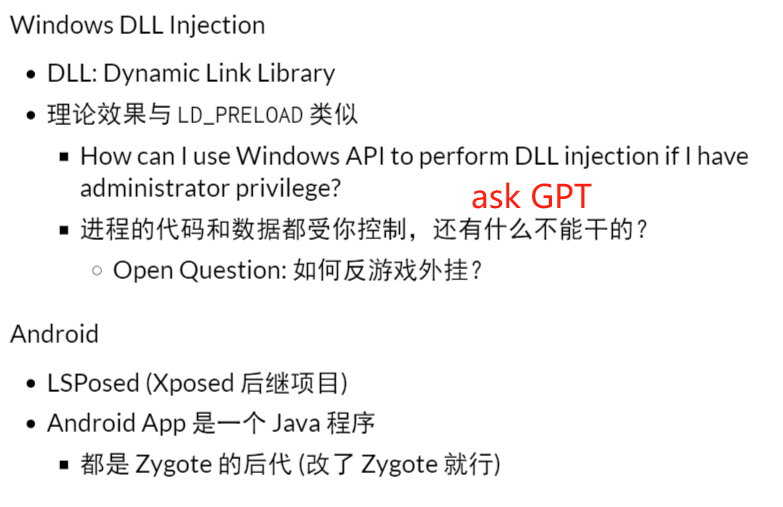 Windows DLL Injection
DLL: Dynamic Link Library
理论效果与 LD_PRELOAD 类似
How can I use Windows API to perform DLL injection if I have
administrator privilege?
ask GPT
进程的代码和数据都受你控制，还有什么不能干的？
Open Question: 如何反游戏外挂？
Android
LSPosed (Xposed 后继项目)
Android App 是一个 Java 程序
都是 Zygote 的后代 (改了 Zygote 就行)